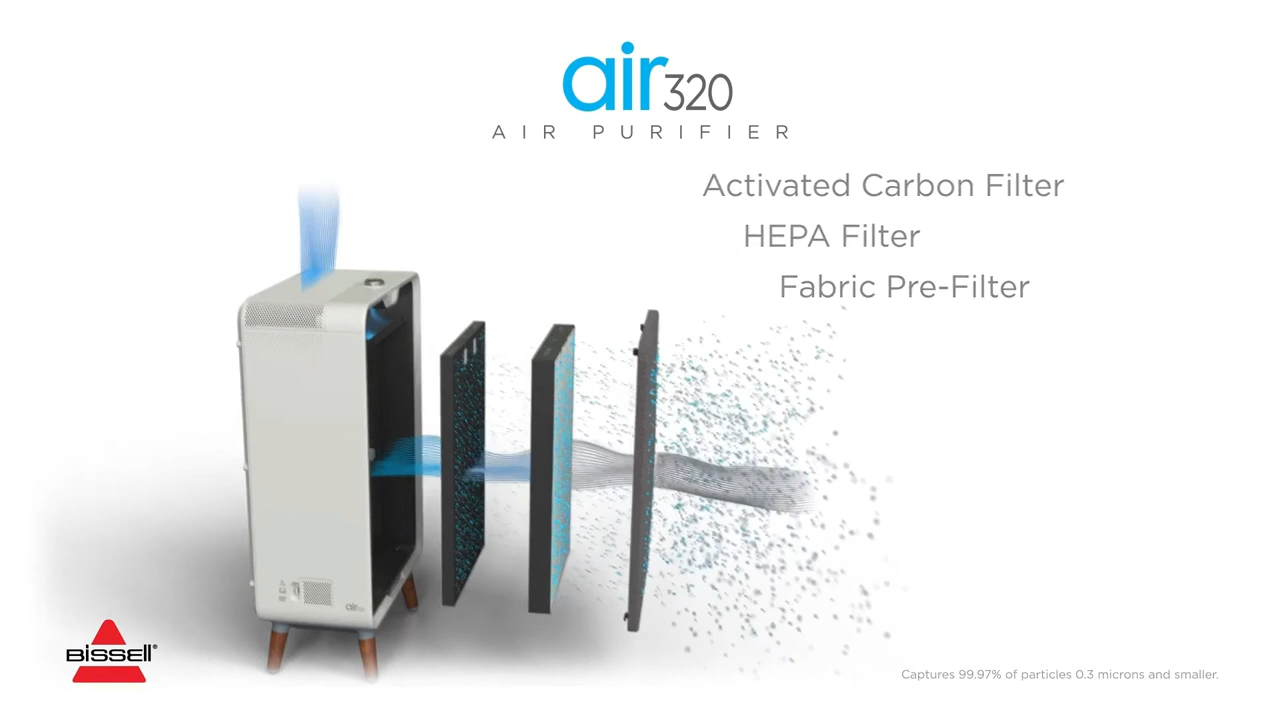 air320
AIR PURIFIER
Activated Carbon Filter
HEPA Filter
Fabric Pre-Filter
air
BISSELL®
Captures 99.97% of particles 0.3 microns and smaller.